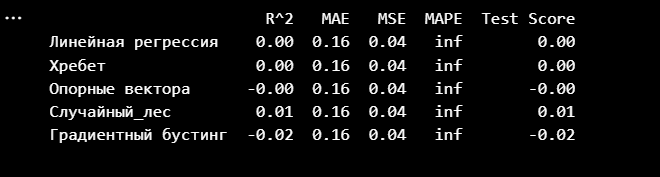 ... R^2 MAE MSE MAPE Test Score
Линейная регрессия 0.00 0.16 0.04 inf 0.00
Хребет 0.00 0.16 0.04 inf 0.00
Опорные вектора -0.00 0.16 0.04 inf -0.00
Случайный_лес 0.01 0.16 0.04 inf 0.01
Градиентный бустинг -0.02 0.16 0.04 inf -0.02